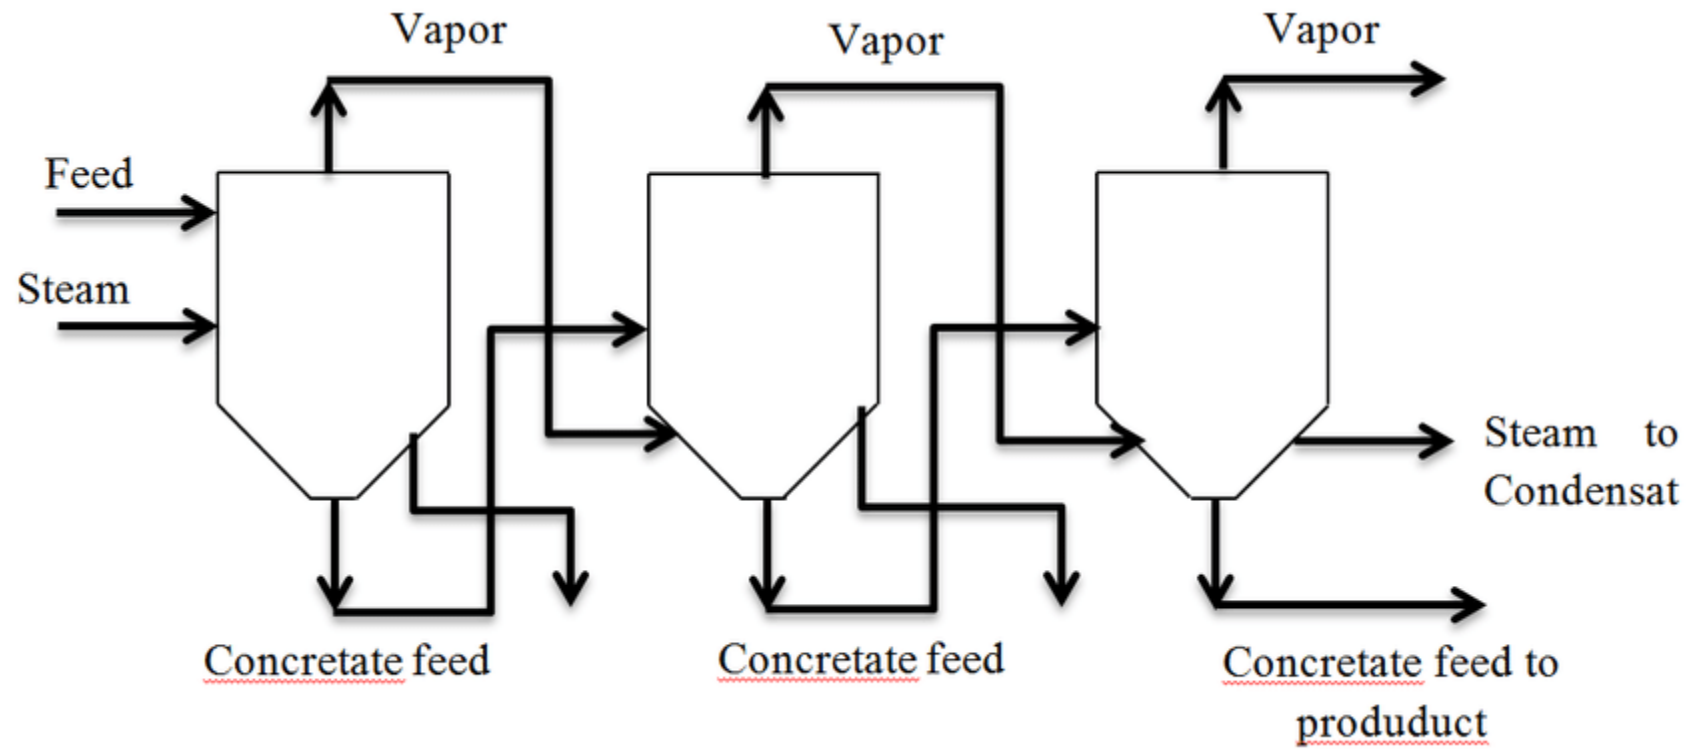 Vapor
Vapor
Vapor
Feed
Steam
Steam to
Condensat
Concretate feed
Concretate feed
Concretate feed to
produduct